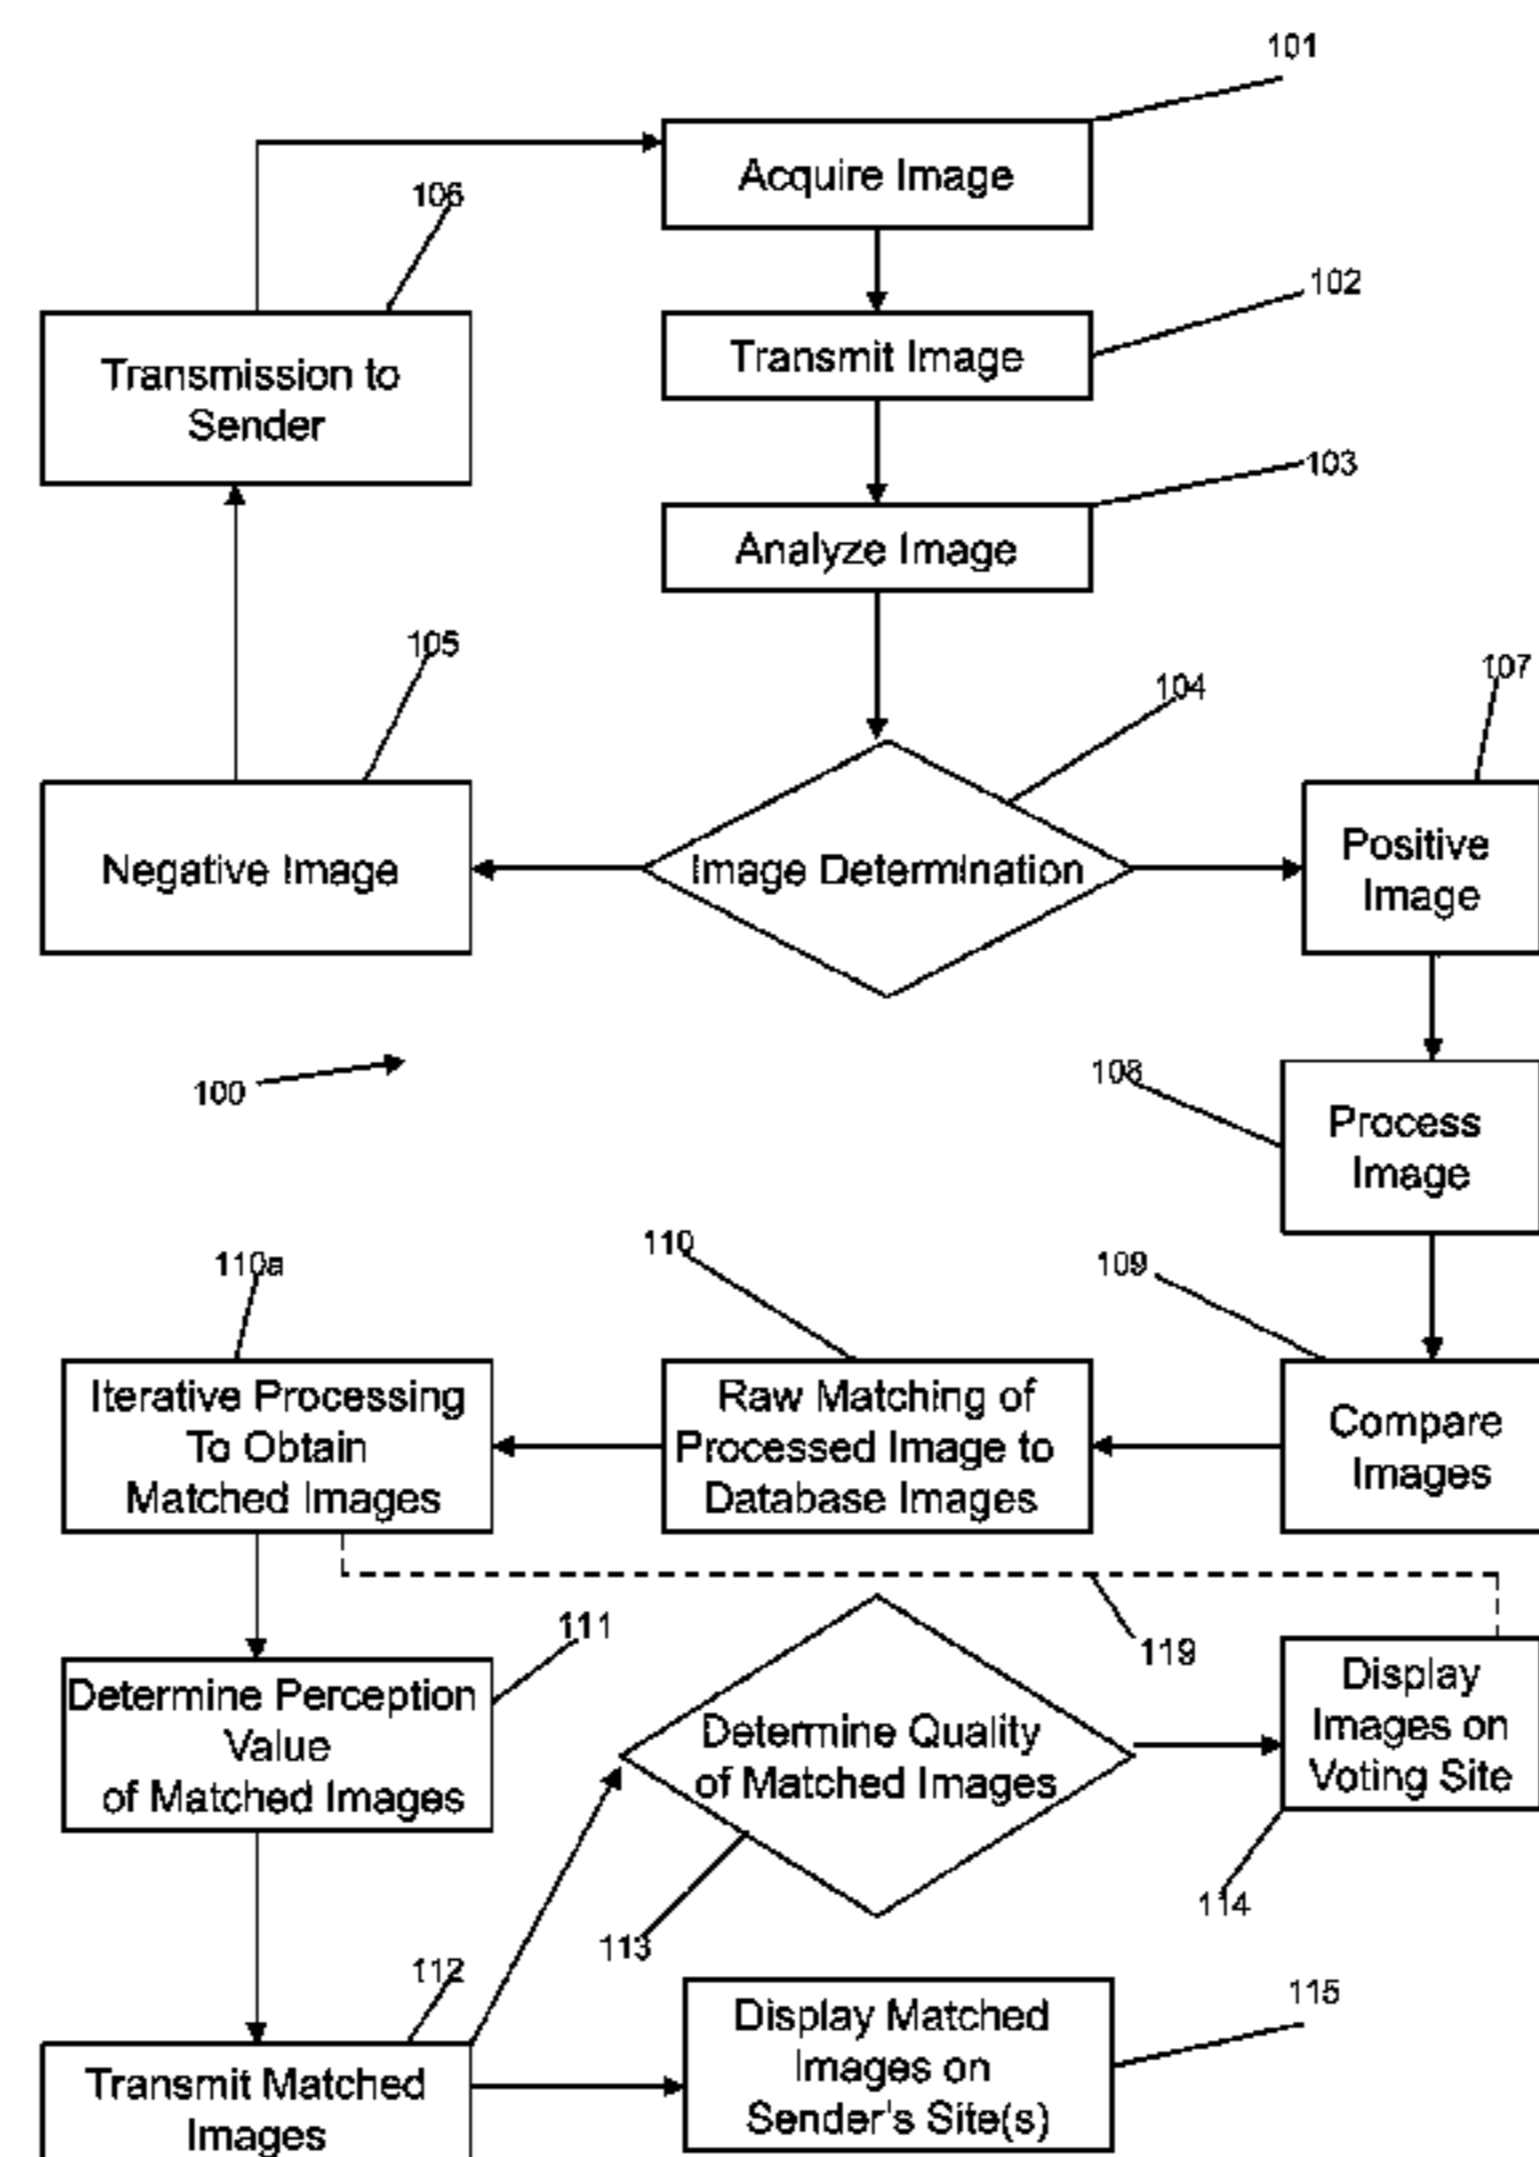 101
Acquire Image
106
102
Transmit Image
Transmission to
Sender
103
Analyze Image
105
104
107
Negative Image
Image Determination
Positive
Image
100
108
Process
Image
110a
110
109
Iterative Processing
To Obtain
Matched Images
Raw Matching of
Processed Image to
Database Images
Compare
Images
111
119
Determine Perception
Value
of Matched Images
Determine Quality
of Matched Images
Display
Images on
Voting Site
114
113
112
115
Transmit Matched
Images
Display Matched
Images on
Sender's Site(s)